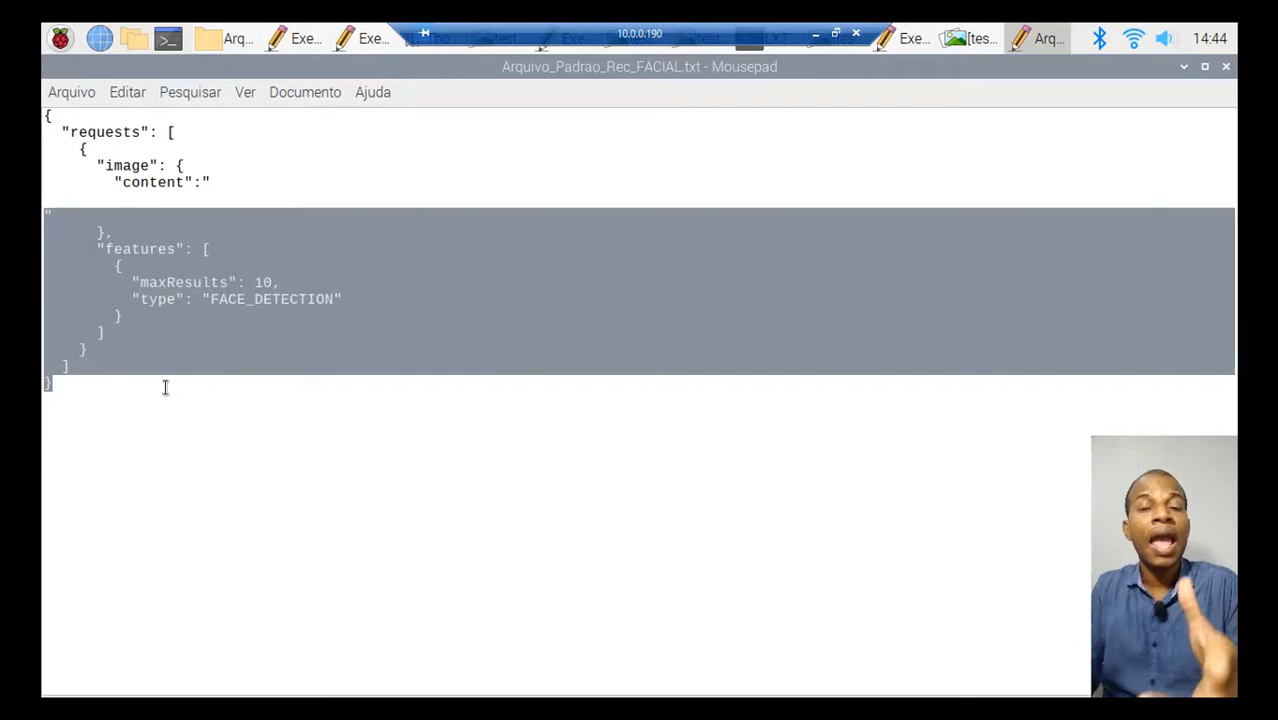 Arq... Exe... Exe... 10.0.0.190 Exe... [tes... Arq... 14:44
Arquivo_Padrao_Rec_FACIAL.txt - Mousepad
Arquivo Editar Pesquisar Ver Documento Ajuda
{
"requests": [
{
"image": {
"content":"
"
},
"features": [
{
"maxResults": 10,
"type": "FACE_DETECTION"
}
]
}
]
}